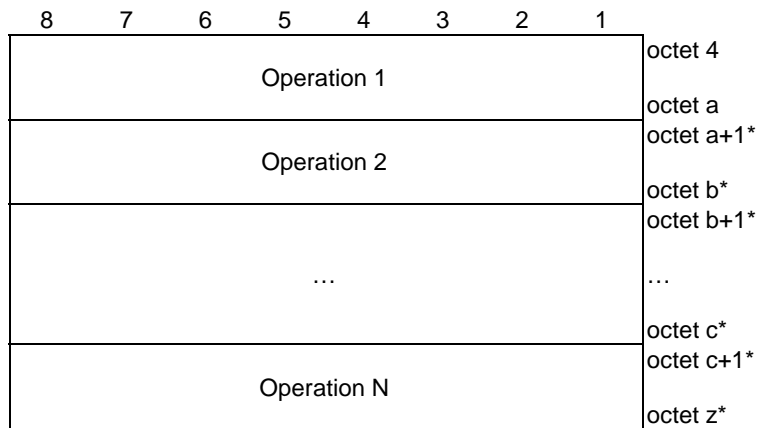 8 7 6 5 4 3 2 1
octet 4
Operation 1
octet a
octet a+1*
Operation 2
octet b*
octet b+1*
… …
octet c*
octet c+1*
Operation N
octet z*